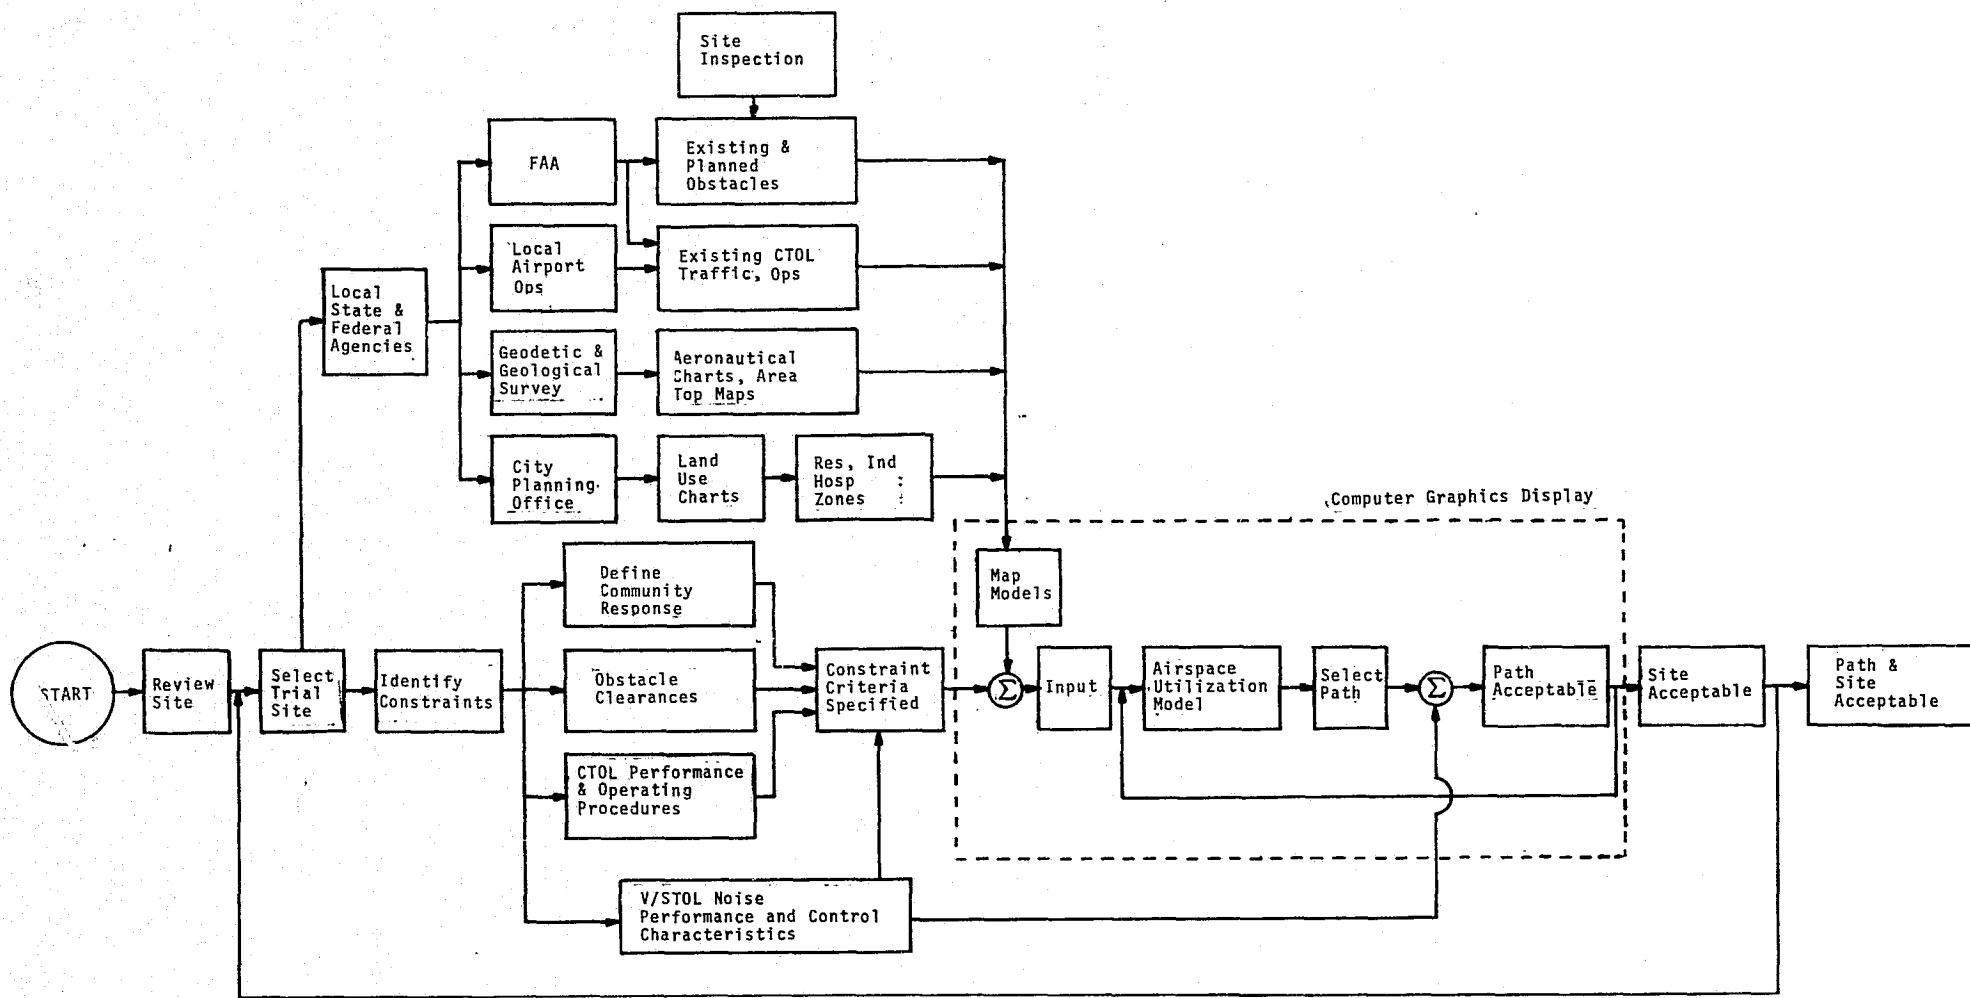 Site
Inspection
FAA
Existing &
Planned
Obstacles
Local
Airport
Ops
Existing CTOL
Traffic, Ops
Local
State &
Federal
Agencies
Geodetic &
Geological
Survey
Aeronautical
Charts, Area
Top Maps
City
Planning
Office
Land
Use
Charts
Res, Ind
Hosp
Zones
Computer Graphics Display
Define
Community
Response
Map
Models
START
Review
Site
Select
Trial
Site
Identify
Constraints
Obstacle
Clearances
Constraint
Criteria
Specified
Σ
Input
Airspace
Utilization
Model
Select
Path
Σ
Path
Acceptable
Site
Acceptable
Path &
Site
Acceptable
CTOL Performance
& Operating
Procedures
V/STOL Noise
Performance and Control
Characteristics